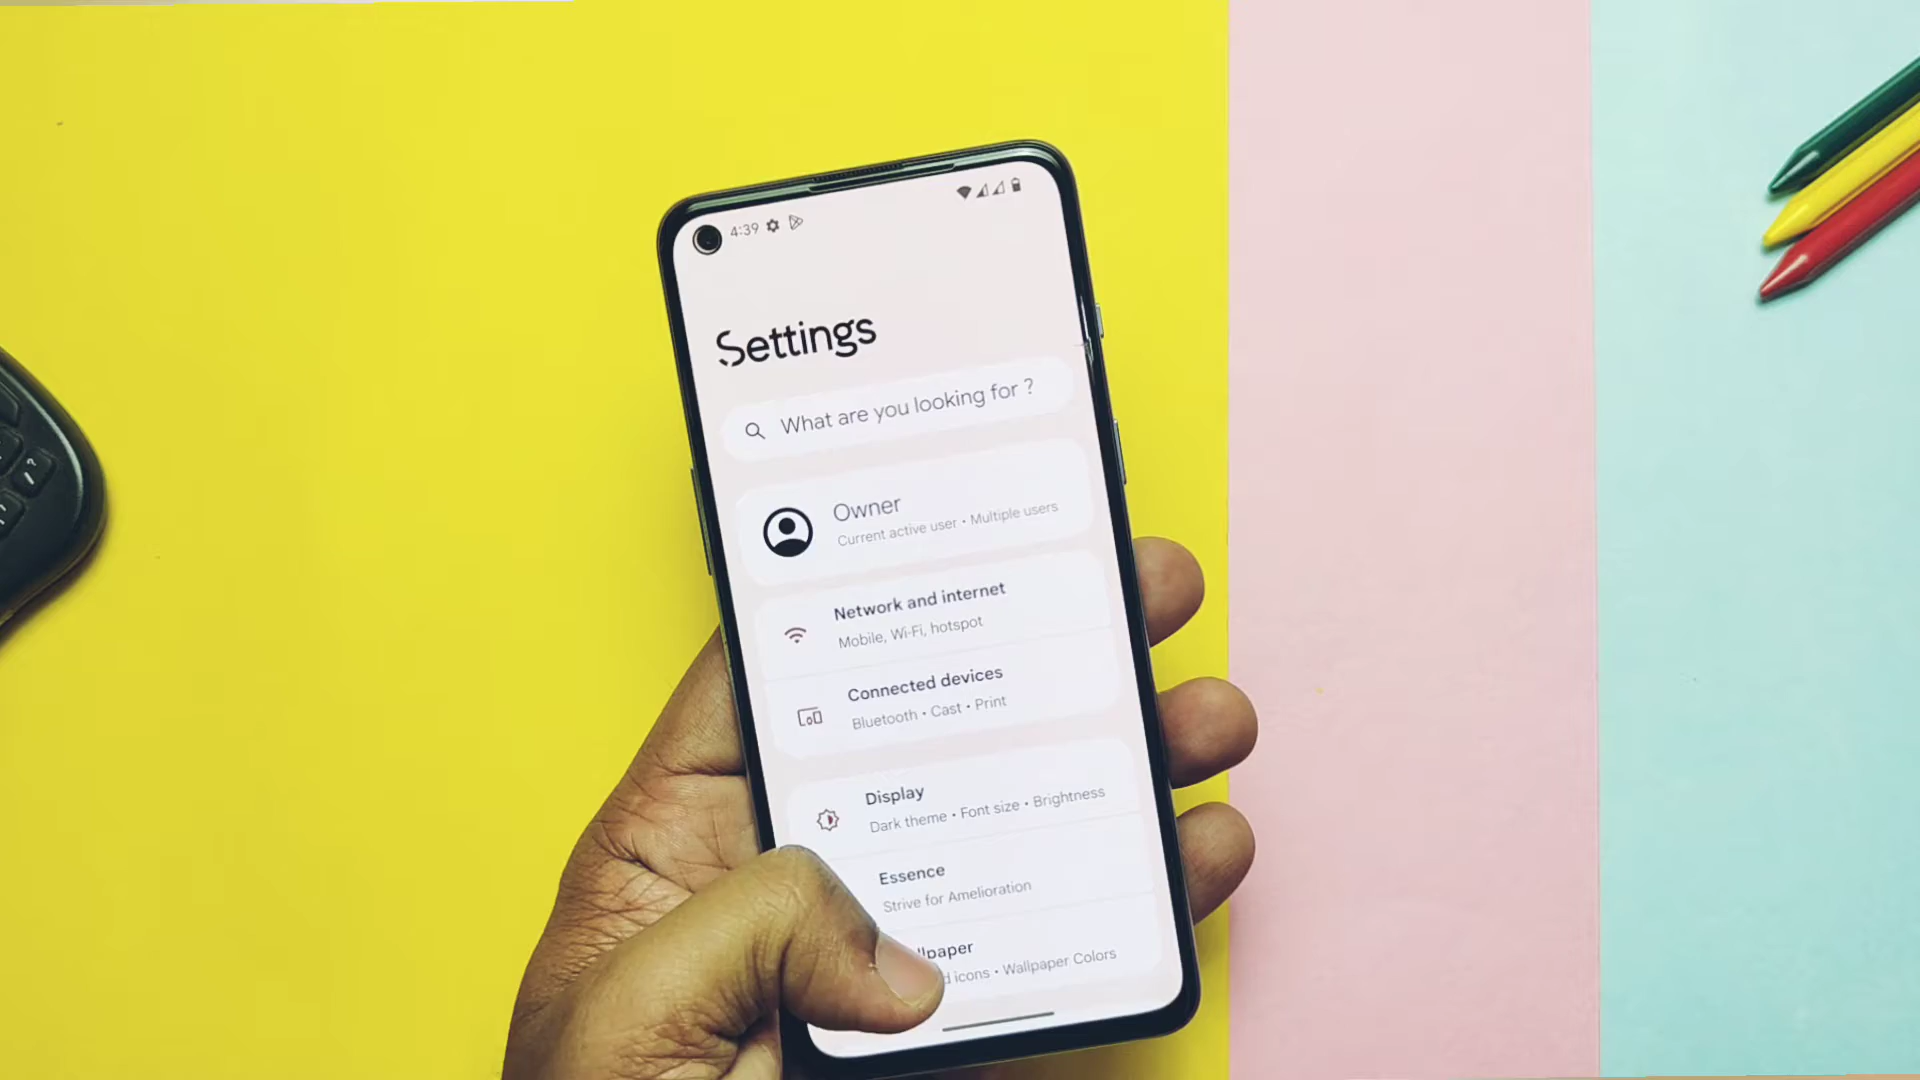 4:39
Settings
What are you looking for ?
Owner
Current active user • Multiple users
Network and internet
Mobile, Wi-Fi, hotspot
Connected devices
Bluetooth • Cast • Print
Display
Dark theme • Font size • Brightness
Essence
Strive for Amelioration
llpaper
d icons • Wallpaper Colors